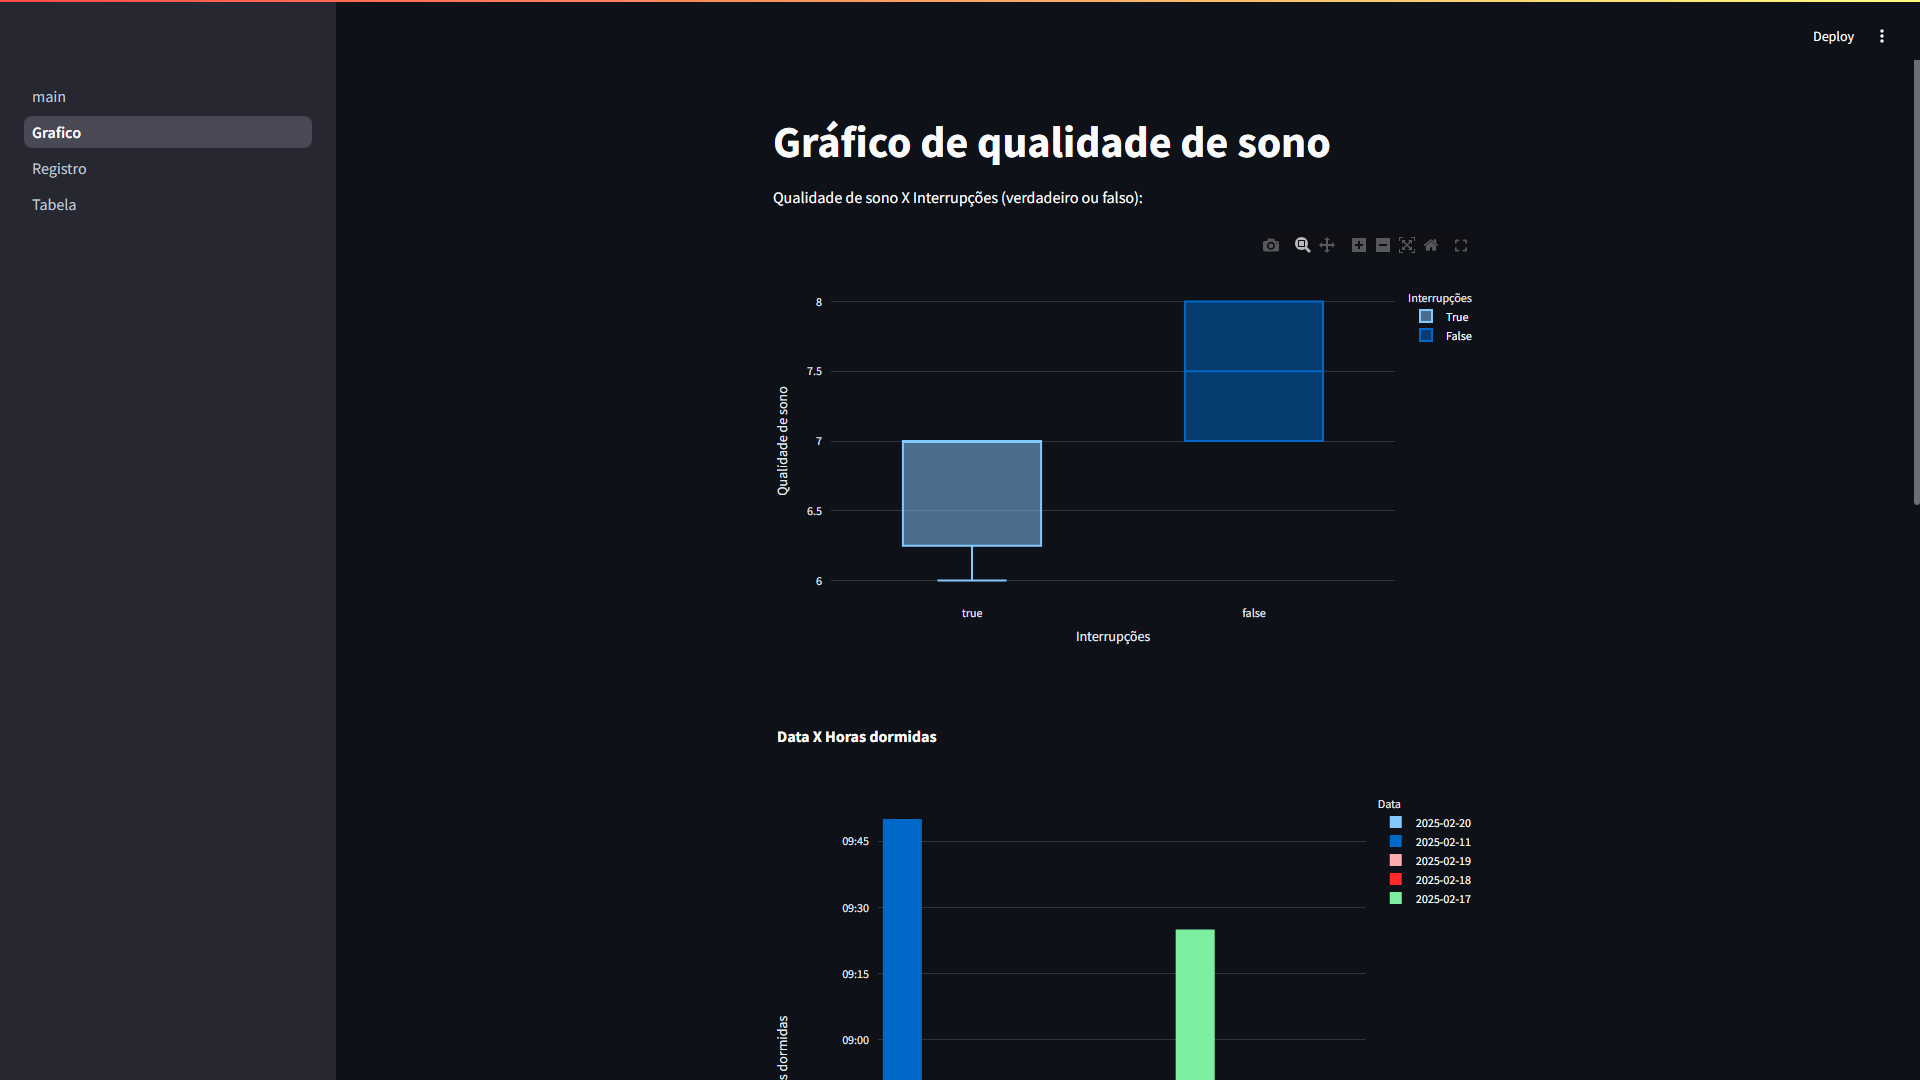 Deploy
main
Grafico
Registro
Tabela
Gráfico de qualidade de sono
Qualidade de sono X Interrupções (verdadeiro ou falso):
Interrupções
True
False
8
7.5
7
6.5
6
Qualidade de sono
true
false
Interrupções
Data X Horas dormidas
Data
2025-02-20
2025-02-11
2025-02-19
2025-02-18
2025-02-17
09:45
09:30
09:15
09:00
s dormidas